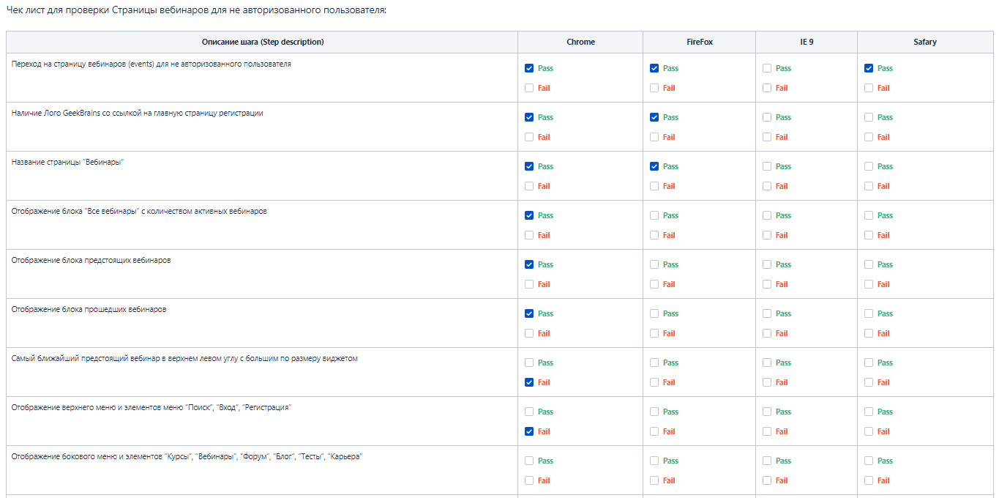 Чек лист для проверки Страницы вебинаров для не авторизованного пользователя:
Описание шага (Step description) Chrome FireFox IE 9 Safary
Переход на страницу вебинаров (events) для не авторизованного пользователя
Pass Pass Pass Pass
Fail Fail Fail Fail
Наличие Лого GeekBrains со ссылкой на главную страницу регистрации
Pass Pass Pass Pass
Fail Fail Fail Fail
Название страницы “Вебинары”
Pass Pass Pass Pass
Fail Fail Fail Fail
Отображение блока “Все вебинары” с количеством активных вебинаров
Pass Pass Pass Pass
Fail Fail Fail Fail
Отображение блока предстоящих вебинаров
Pass Pass Pass Pass
Fail Fail Fail Fail
Отображение блока прошедших вебинаров
Pass Pass Pass Pass
Fail Fail Fail Fail
Самый ближайший предстоящий вебинар в верхнем левом углу с большим по размеру виджетом
Pass Pass Pass Pass
Fail Fail Fail Fail
Отображение верхнего меню и элементов меню “Поиск”, “Вход”, “Регистрация”
Pass Pass Pass Pass
Fail Fail Fail Fail
Отображение бокового меню и элементов “Курсы”, “Вебинары”, “Форум”, “Блог”, “Тесты”, “Карьера”
Pass Pass Pass Pass
Fail Fail Fail Fail